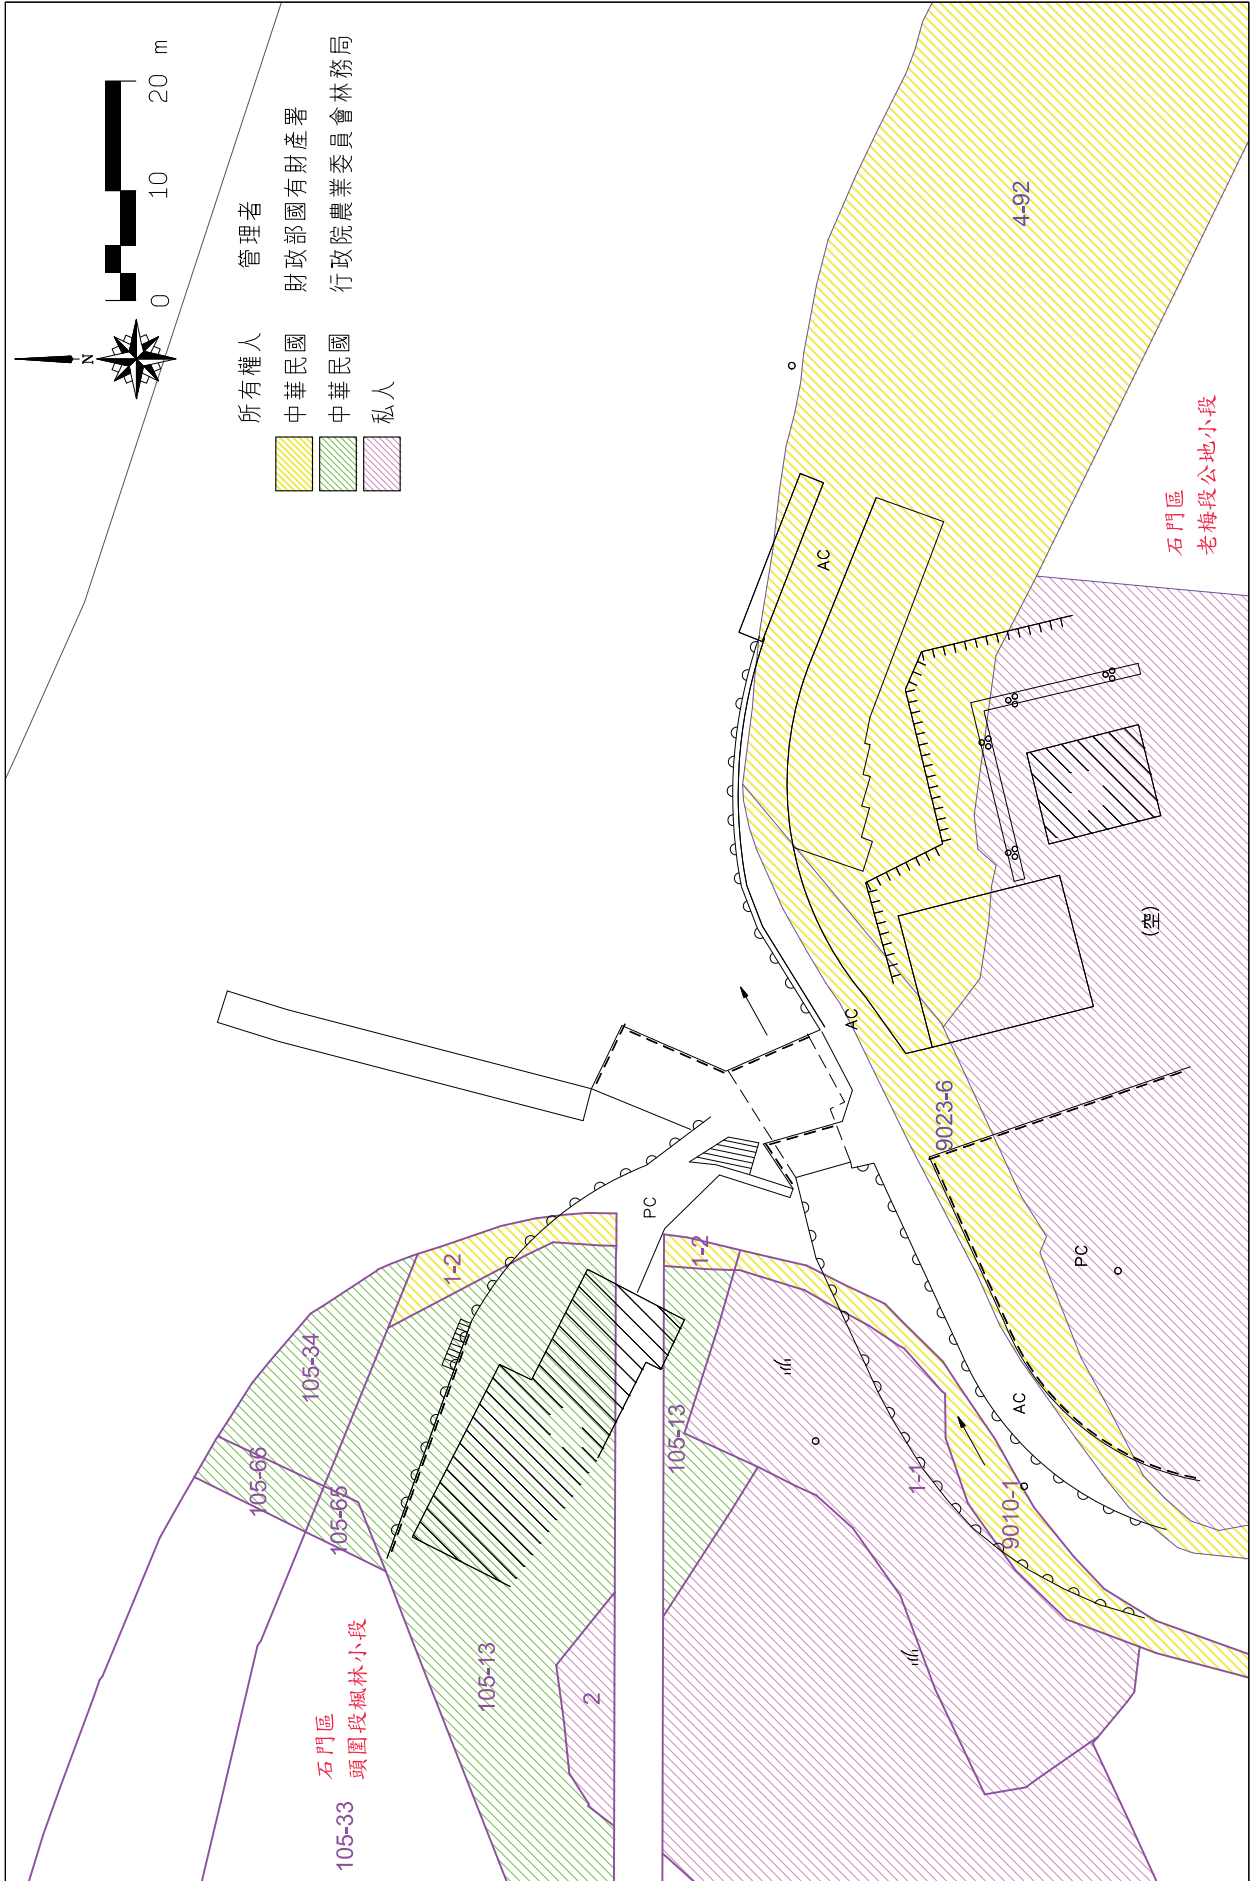 0 10 20 m
N
所有權人 管理者
中華民國 財政部國有財產署
中華民國 行政院農業委員會林務局
私人
4-92
石門區
老梅段公地小段
AC
AC
(空)
9023-6
PC
PC
1-2
1-2
105-34
105-66
105-65
105-13
105-13
1-1
9010-1
AC
2
石門區
頭圍段楓林小段
105-33